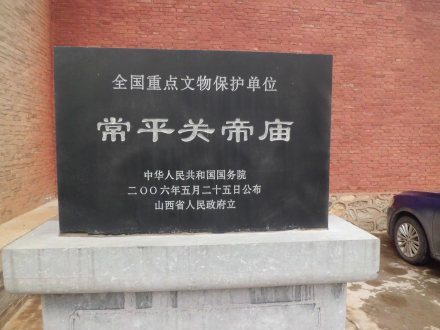 全国重点文物保护单位
常平关帝庙
中华人民共和国国务院
二〇〇六年五月二十五日公布
山西省人民政府立